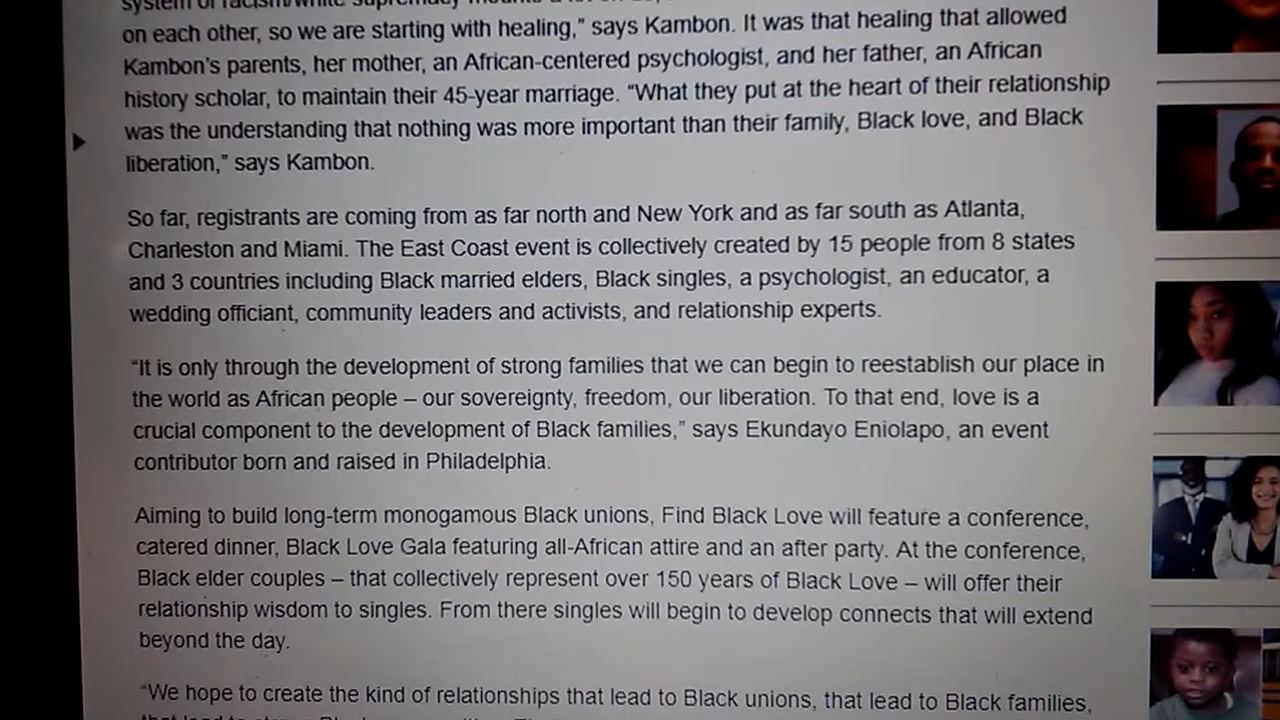 on each other, so we are starting with healing,” says Kambon. It was that healing that allowed
Kambon’s parents, her mother, an African-centered psychologist, and her father, an African
history scholar, to maintain their 45-year marriage. “What they put at the heart of their relationship
was the understanding that nothing was more important than their family, Black love, and Black
liberation,” says Kambon.
So far, registrants are coming from as far north and New York and as far south as Atlanta,
Charleston and Miami. The East Coast event is collectively created by 15 people from 8 states
and 3 countries including Black married elders, Black singles, a psychologist, an educator, a
wedding officiant, community leaders and activists, and relationship experts.
“It is only through the development of strong families that we can begin to reestablish our place in
the world as African people – our sovereignty, freedom, our liberation. To that end, love is a
crucial component to the development of Black families,” says Ekundayo Eniolapo, an event
contributor born and raised in Philadelphia.
Aiming to build long-term monogamous Black unions, Find Black Love will feature a conference,
catered dinner, Black Love Gala featuring all-African attire and an after party. At the conference,
Black elder couples – that collectively represent over 150 years of Black Love – will offer their
relationship wisdom to singles. From there singles will begin to develop connects that will extend
beyond the day.
“We hope to create the kind of relationships that lead to Black unions, that lead to Black families,